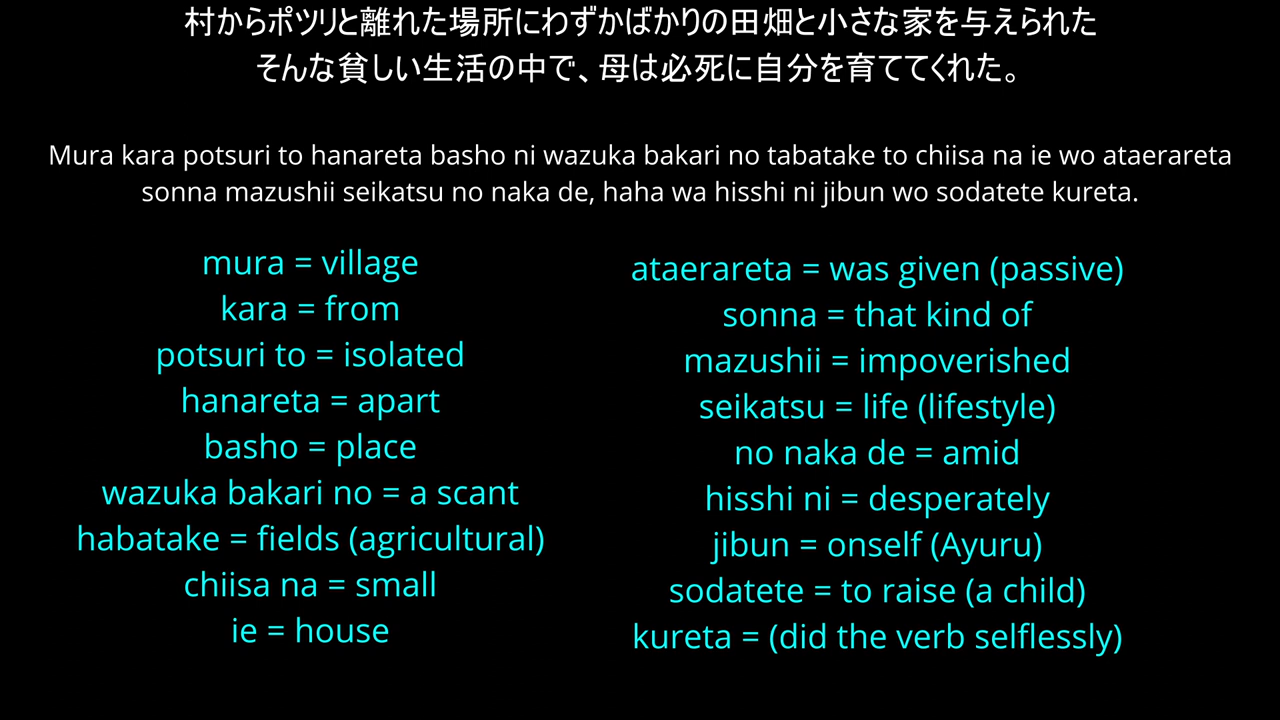 村からポツリと離れた場所にわずかばかりの田畑と小さな家を与えられた
そんな貧しい生活の中で、母は必死に自分を育ててくれた。
Mura kara potsuri to hanareta basho ni wazuka bakari no tabatake to chiisa na ie wo ataerareta
sonna mazushii seikatsu no naka de, haha wa hisshi ni jibun wo sodatete kureta.
mura = village
kara = from
potsuri to = isolated
hanareta = apart
basho = place
wazuka bakari no = a scant
habatake = fields (agricultural)
chiisa na = small
ie = house
ataerareta = was given (passive)
sonna = that kind of
mazushii = impoverished
seikatsu = life (lifestyle)
no naka de = amid
hisshi ni = desperately
jibun = onself (Ayuru)
sodatete = to raise (a child)
kureta = (did the verb selflessly)